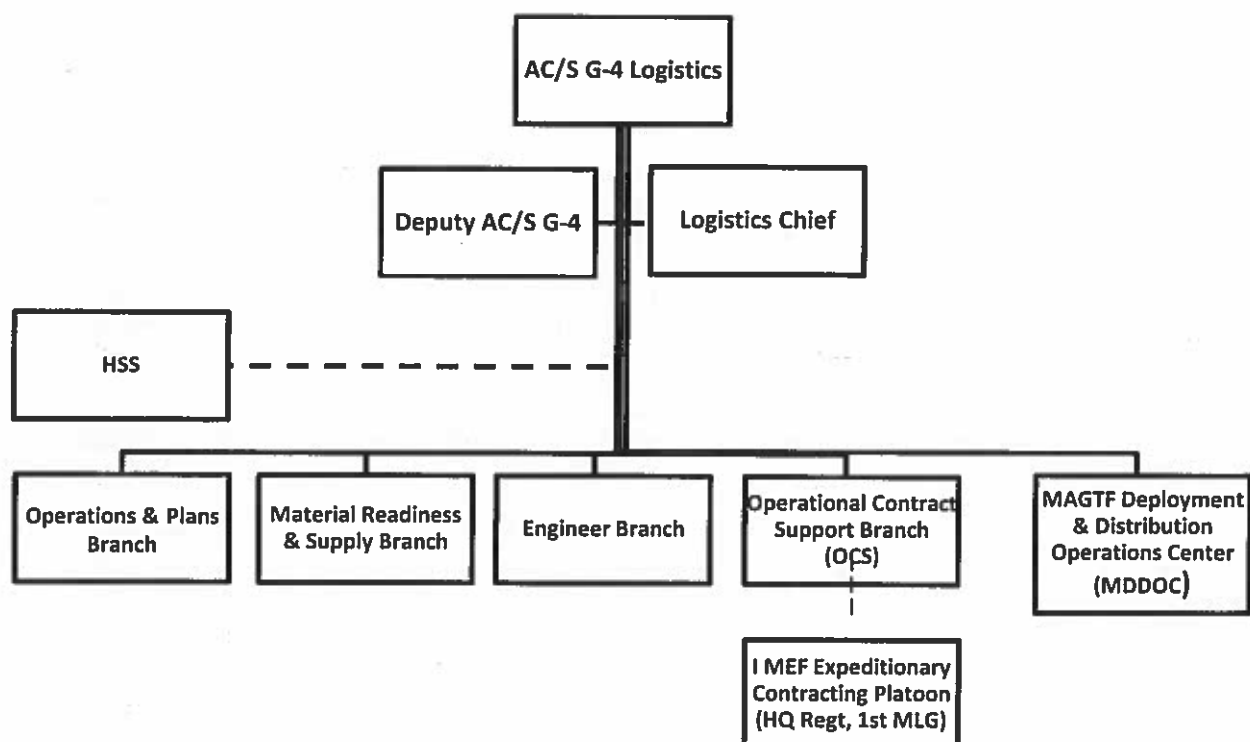 AC/S G-4 Logistics
Deputy AC/S G-4
Logistics Chief
HSS
Operations & Plans
Branch
Material Readiness
& Supply Branch
Engineer Branch
Operational Contract
Support Branch
(OCS)
MAGTF Deployment
& Distribution
Operations Center
(MDDOC)
I MEF Expeditionary
Contracting Platoon
(HQ Regt, 1st MLG)